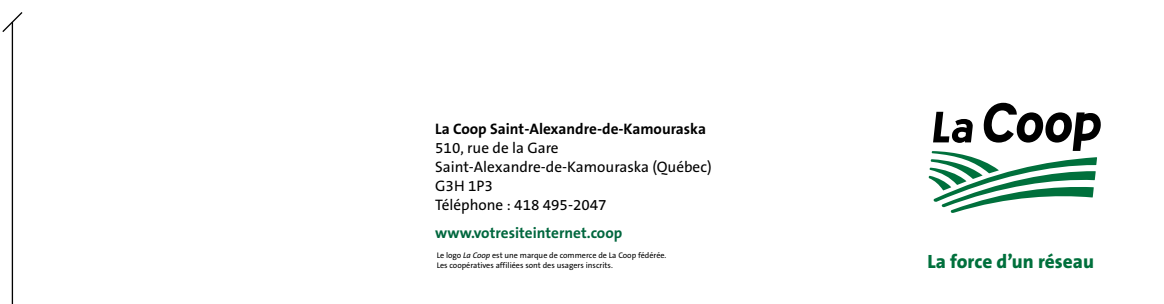 La Coop Saint-Alexandre-de-Kamouraska
510, rue de la Gare
Saint-Alexandre-de-Kamouraska (Québec)
G3H 1P3
Téléphone : 418 495-2047
www.votresiteinternet.coop
Le logo La Coop est une marque de commerce de La Coop fédérée.
Les coopératives affiliées sont des usagers inscrits.
La Coop
La force d’un réseau